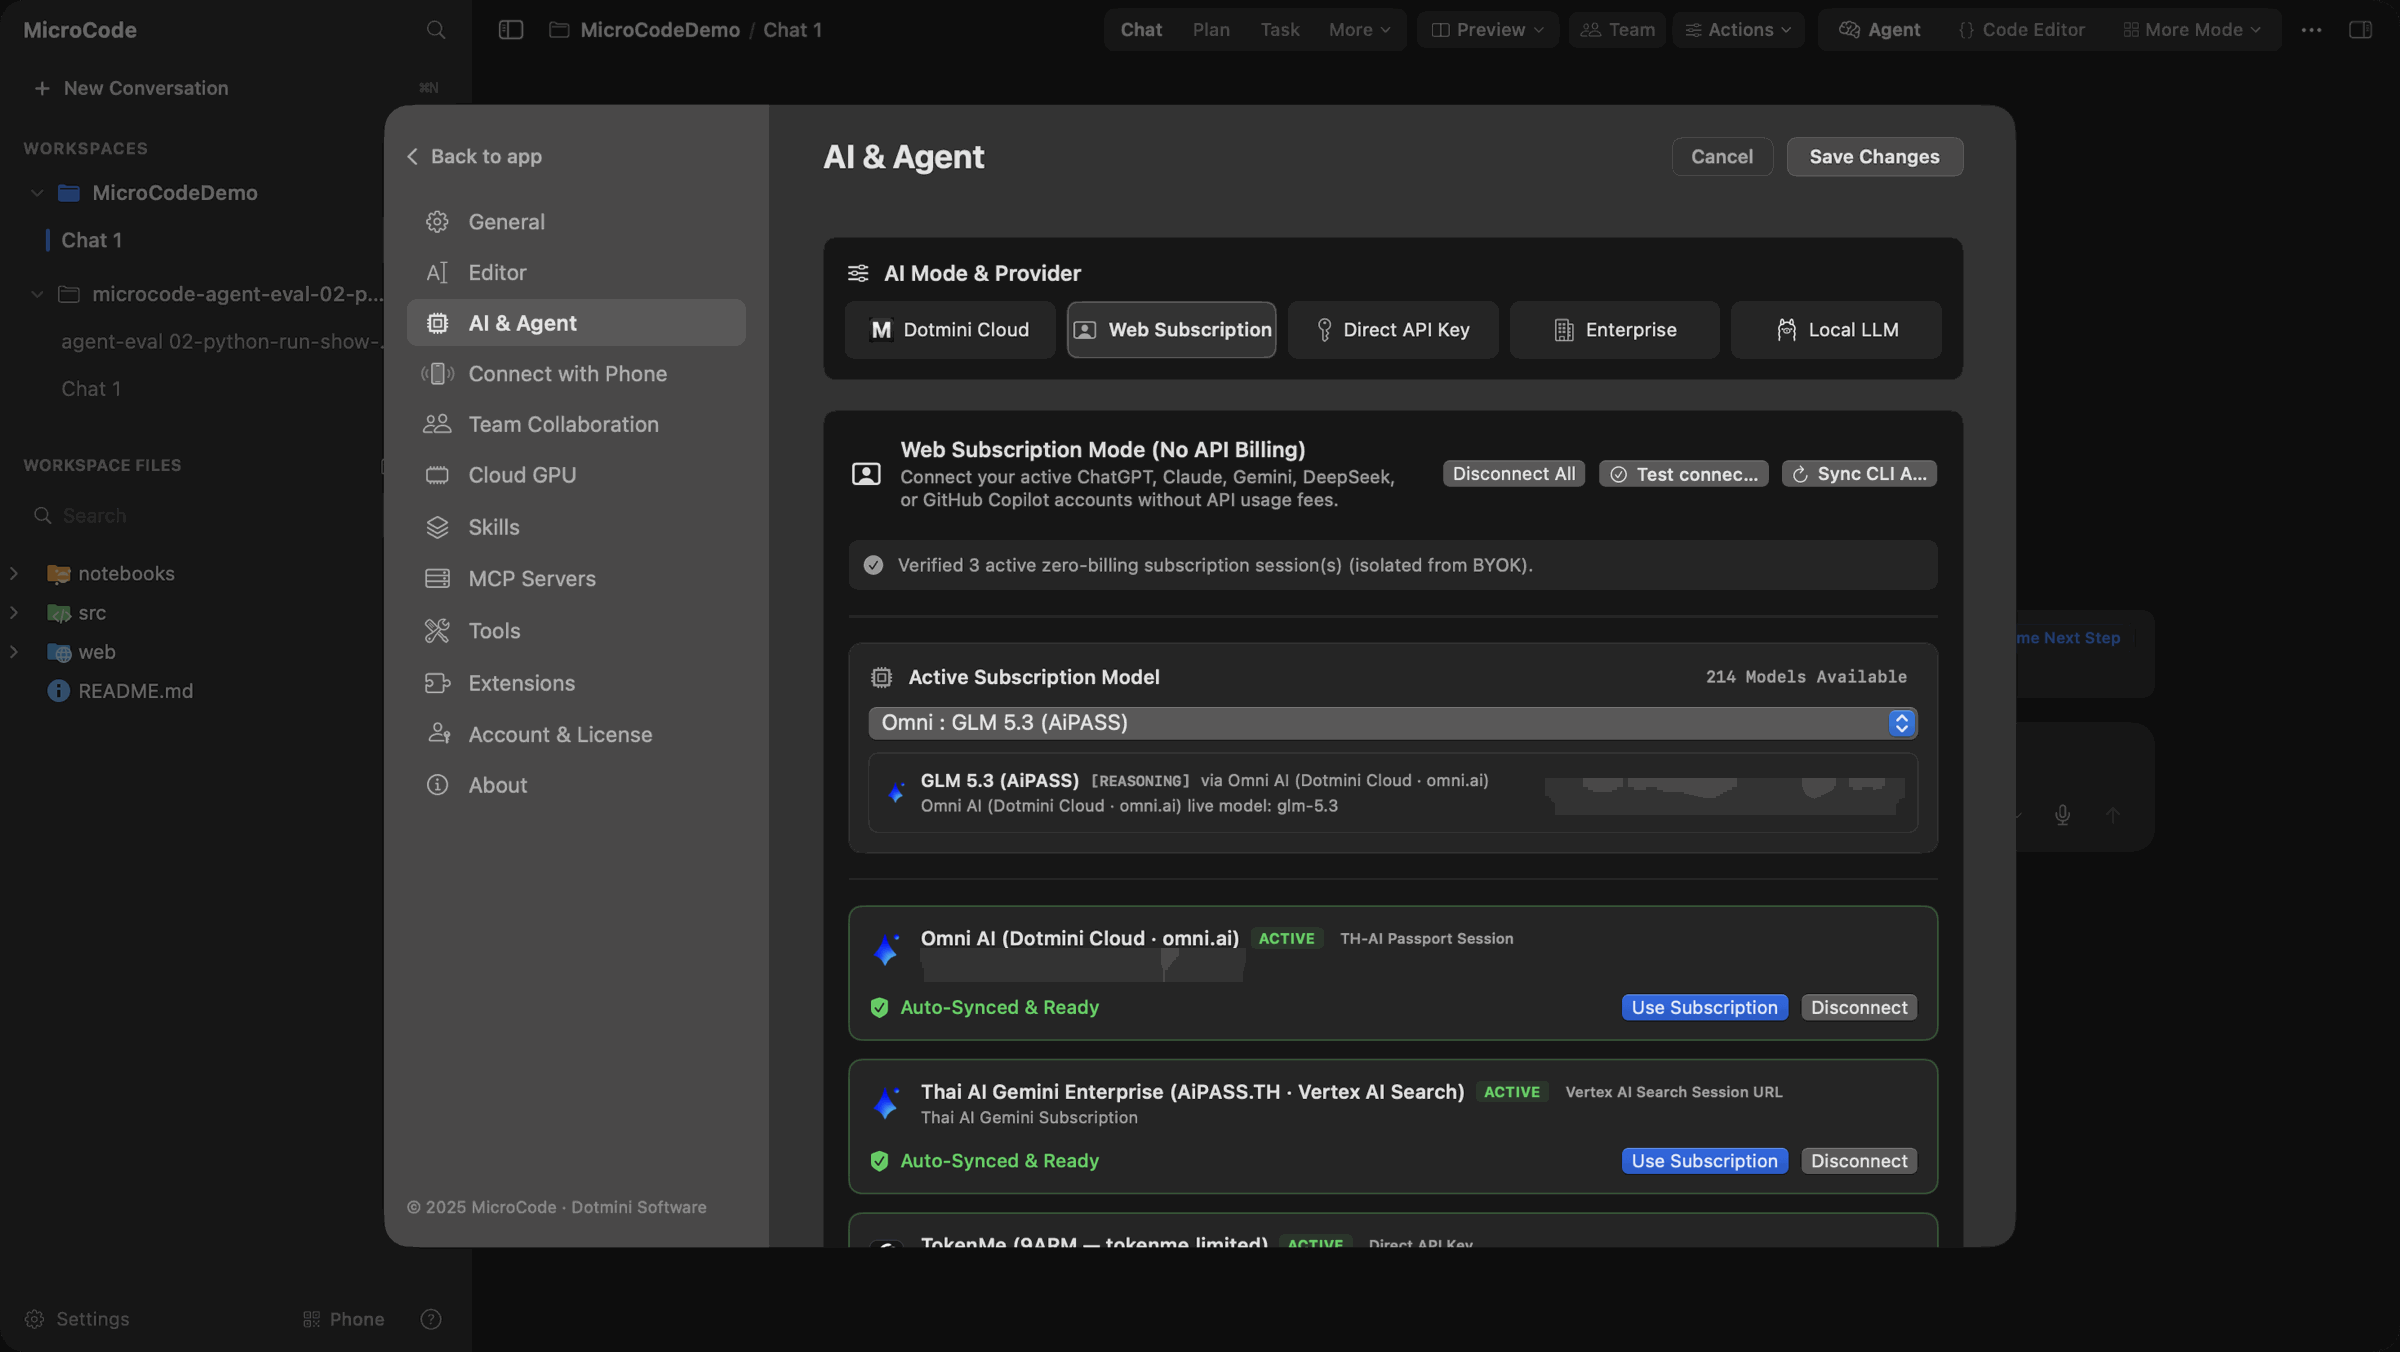 MicroCode
MicroCodeDemo / Chat 1
Chat
Plan
Task
More
Preview
Team
Actions
Agent
{} Code Editor
More Mode
+ New Conversation
⌘N
WORKSPACES
MicroCodeDemo
Chat 1
microcode-agent-eval-02-p...
agent-eval 02-python-run-show-.
Chat 1
WORKSPACE FILES
Search
notebooks
src
web
README.md
Settings
Phone
Back to app
General
Editor
AI & Agent
Connect with Phone
Team Collaboration
Cloud GPU
Skills
MCP Servers
Tools
Extensions
Account & License
About
© 2025 MicroCode · Dotmini Software
AI & Agent
Cancel
Save Changes
AI Mode & Provider
M Dotmini Cloud
Web Subscription
Direct API Key
Enterprise
Local LLM
Web Subscription Mode (No API Billing)
Connect your active ChatGPT, Claude, Gemini, DeepSeek,
or GitHub Copilot accounts without API usage fees.
Disconnect All
Test connec...
Sync CLI A...
Verified 3 active zero-billing subscription session(s) (isolated from BYOK).
Active Subscription Model
214 Models Available
Omni : GLM 5.3 (AiPASS)
GLM 5.3 (AiPASS) [REASONING] via Omni AI (Dotmini Cloud · omni.ai)
Omni AI (Dotmini Cloud · omni.ai) live model: glm-5.3
Omni AI (Dotmini Cloud · omni.ai) ACTIVE TH-AI Passport Session
Auto-Synced & Ready
Use Subscription
Disconnect
Thai AI Gemini Enterprise (AiPASS.TH · Vertex AI Search) ACTIVE Vertex AI Search Session URL
Thai AI Gemini Subscription
Auto-Synced & Ready
Use Subscription
Disconnect
TokenMe (9ARM — tokenme limited) ACTIVE Direct API Key
me Next Step